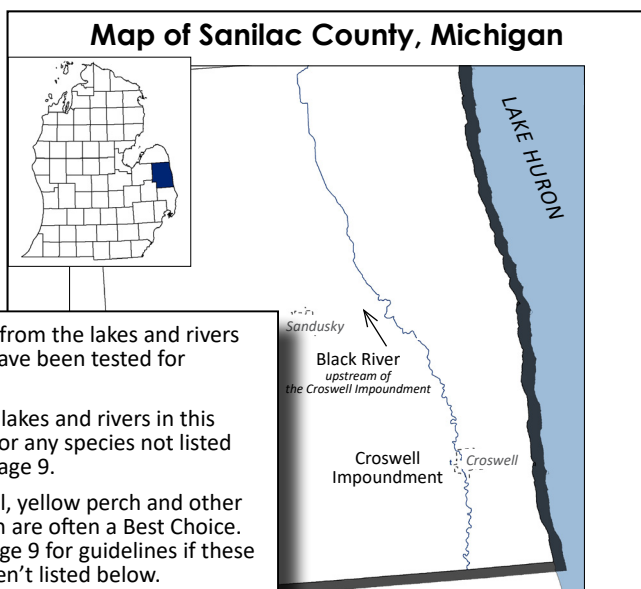 Map of Sanilac County, Michigan
LAKE HURON
Sandusky
Black River
upstream of
the Croswell Impoundment
Croswell
Impoundment
Croswell
from the lakes and rivers
ave been tested for
lakes and rivers in this
or any species not listed
age 9.
l, yellow perch and other
n are often a Best Choice.
ge 9 for guidelines if these
en't listed below.